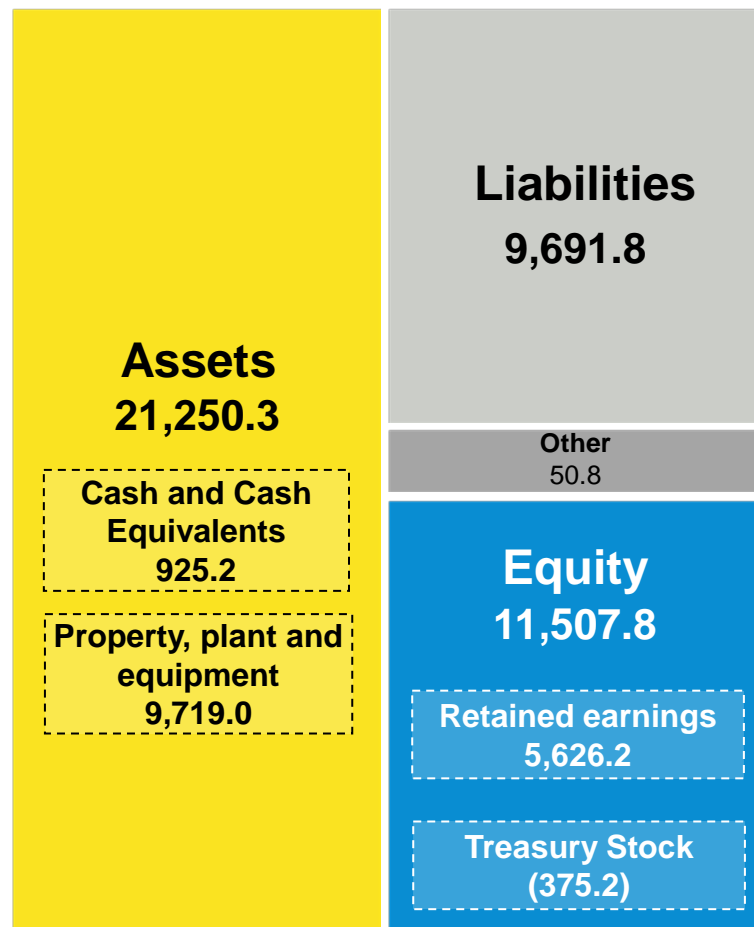 Assets
21,250.3
Cash and Cash
Equivalents
925.2
Property, plant and
equipment
9,719.0
Liabilities
9,691.8
Other
50.8
Equity
11,507.8
Retained earnings
5,626.2
Treasury Stock
(375.2)